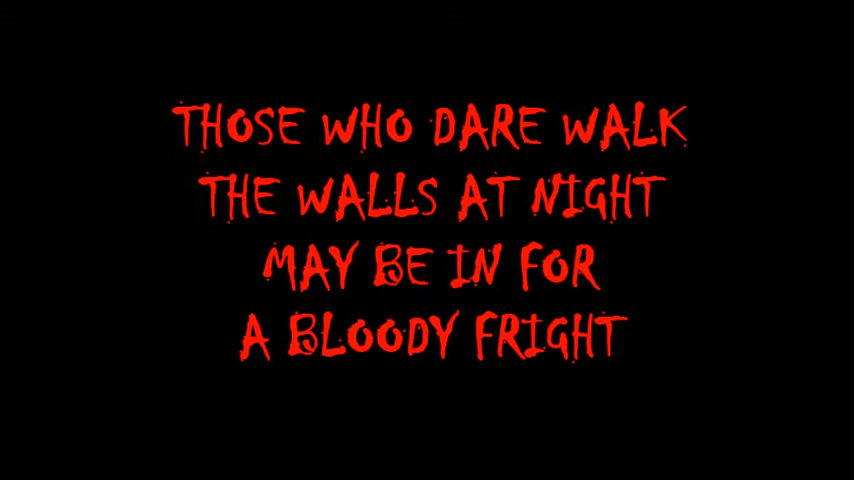 THOSE WHO DARE WALK
THE WALLS AT NIGHT
MAY BE IN FOR
A BLOODY FRIGHT